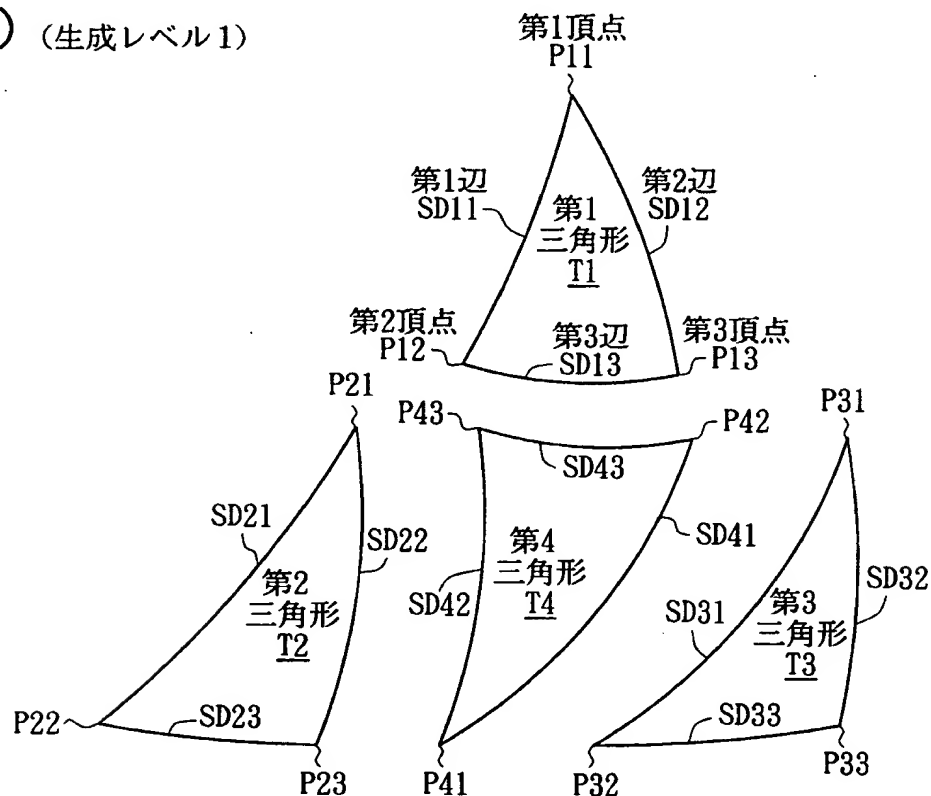 ) (生成レベル1)
第1頂点
P11
第1辺
SD11
第2辺
SD12
第1
三角形
T1
第2頂点
P12
第3辺
SD13
第3頂点
P13
P21
P43
P42
P31
SD43
SD21
SD22
第2
三角形
T2
SD42
第4
三角形
T4
SD41
SD31
第3
三角形
T3
SD32
P22
SD23
SD33
P23
P41
P32
P33